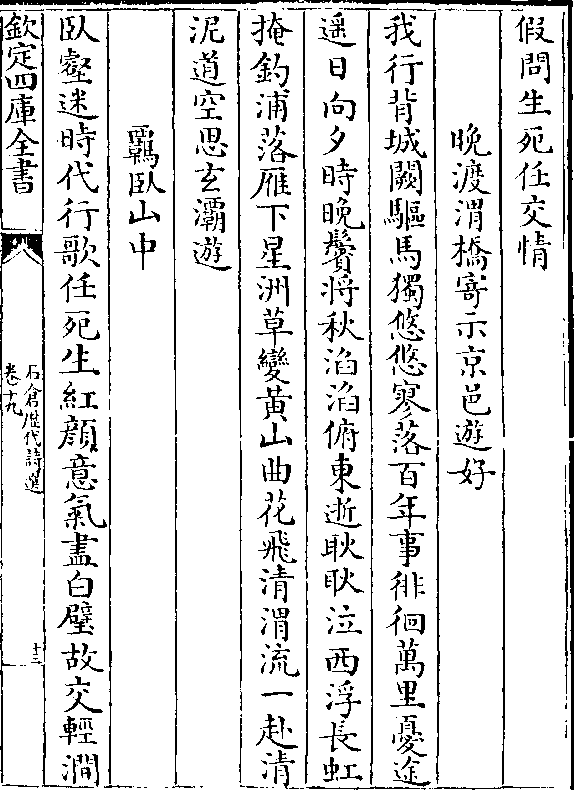 假問生死任交情
晚渡渭橋寄示京邑遊好
我行背城闕驅馬獨悠悠寥落百年事徘徊萬里憂途
遥日向夕時晚鬢將秋滔滔俯東逝耿耿泣西浮長虹
掩釣浦落雁下星洲草變黃山曲花飛清渭流一赴清
泥道空思玄灞遊
羈臥山中
臥壑迷時代行歌任死生紅顔意氣盡白璧故交輕澗
欽定四庫全書
石倉歷代詩選
卷十九
十三